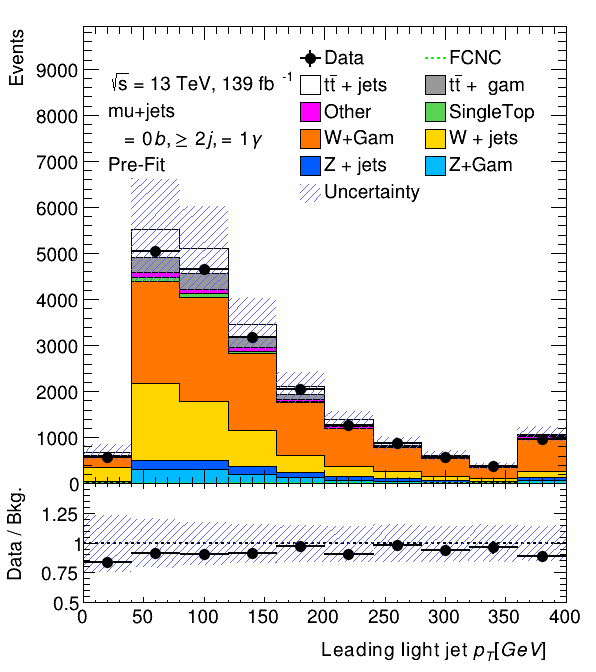 Events
9000
8000
7000
6000
5000
4000
3000
2000
1000
0
√s = 13 TeV, 139 fb⁻¹
mu+jets
= 0b, ≥ 2j, = 1γ
Pre-Fit
Data
FCNC
tt̄ + jets
tt̄ + gam
Other
SingleTop
W+Gam
W + jets
Z + jets
Z+Gam
Uncertainty
Data / Bkg.
1.25
1
0.75
0.5
0 50 100 150 200 250 300 350 400
Leading light jet p_T[GeV]